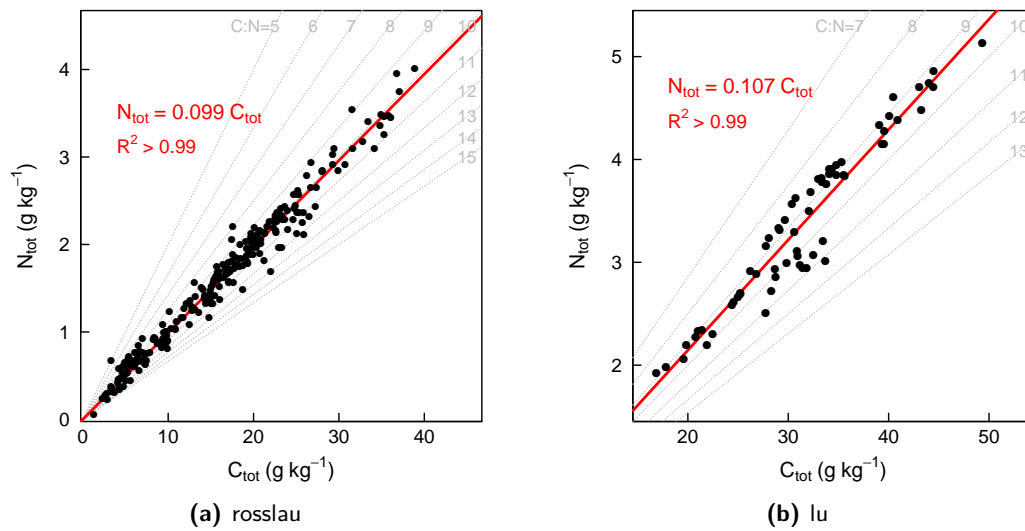 C:N=5 6 7 8 9 10
11
12
13
14
15
N_tot = 0.099 C_tot
R² > 0.99
4
3
2
1
0
N_tot (g kg⁻¹)
0 10 20 30 40
C_tot (g kg⁻¹)
(a) rosslau
C:N=7 8 9 10
11
12
13
N_tot = 0.107 C_tot
R² > 0.99
5
4
3
2
N_tot (g kg⁻¹)
20 30 40 50
C_tot (g kg⁻¹)
(b) lu